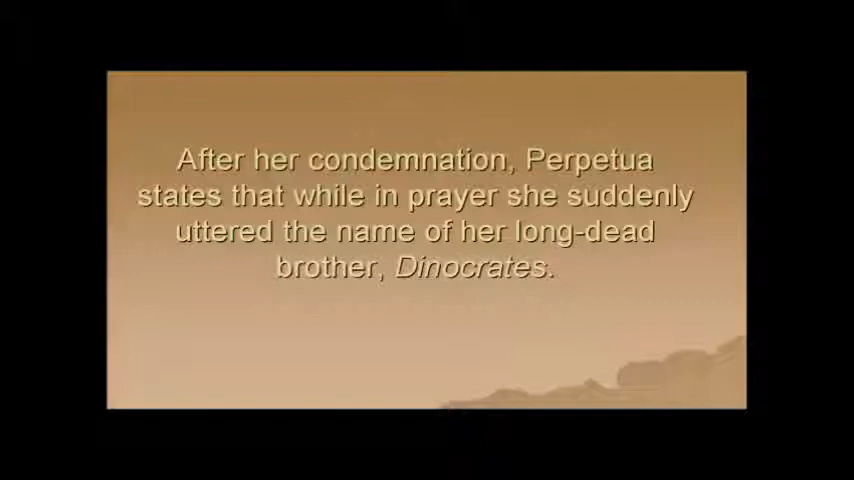 After her condemnation, Perpetua
states that while in prayer she suddenly
uttered the name of her long-dead
brother, Dinocrates.